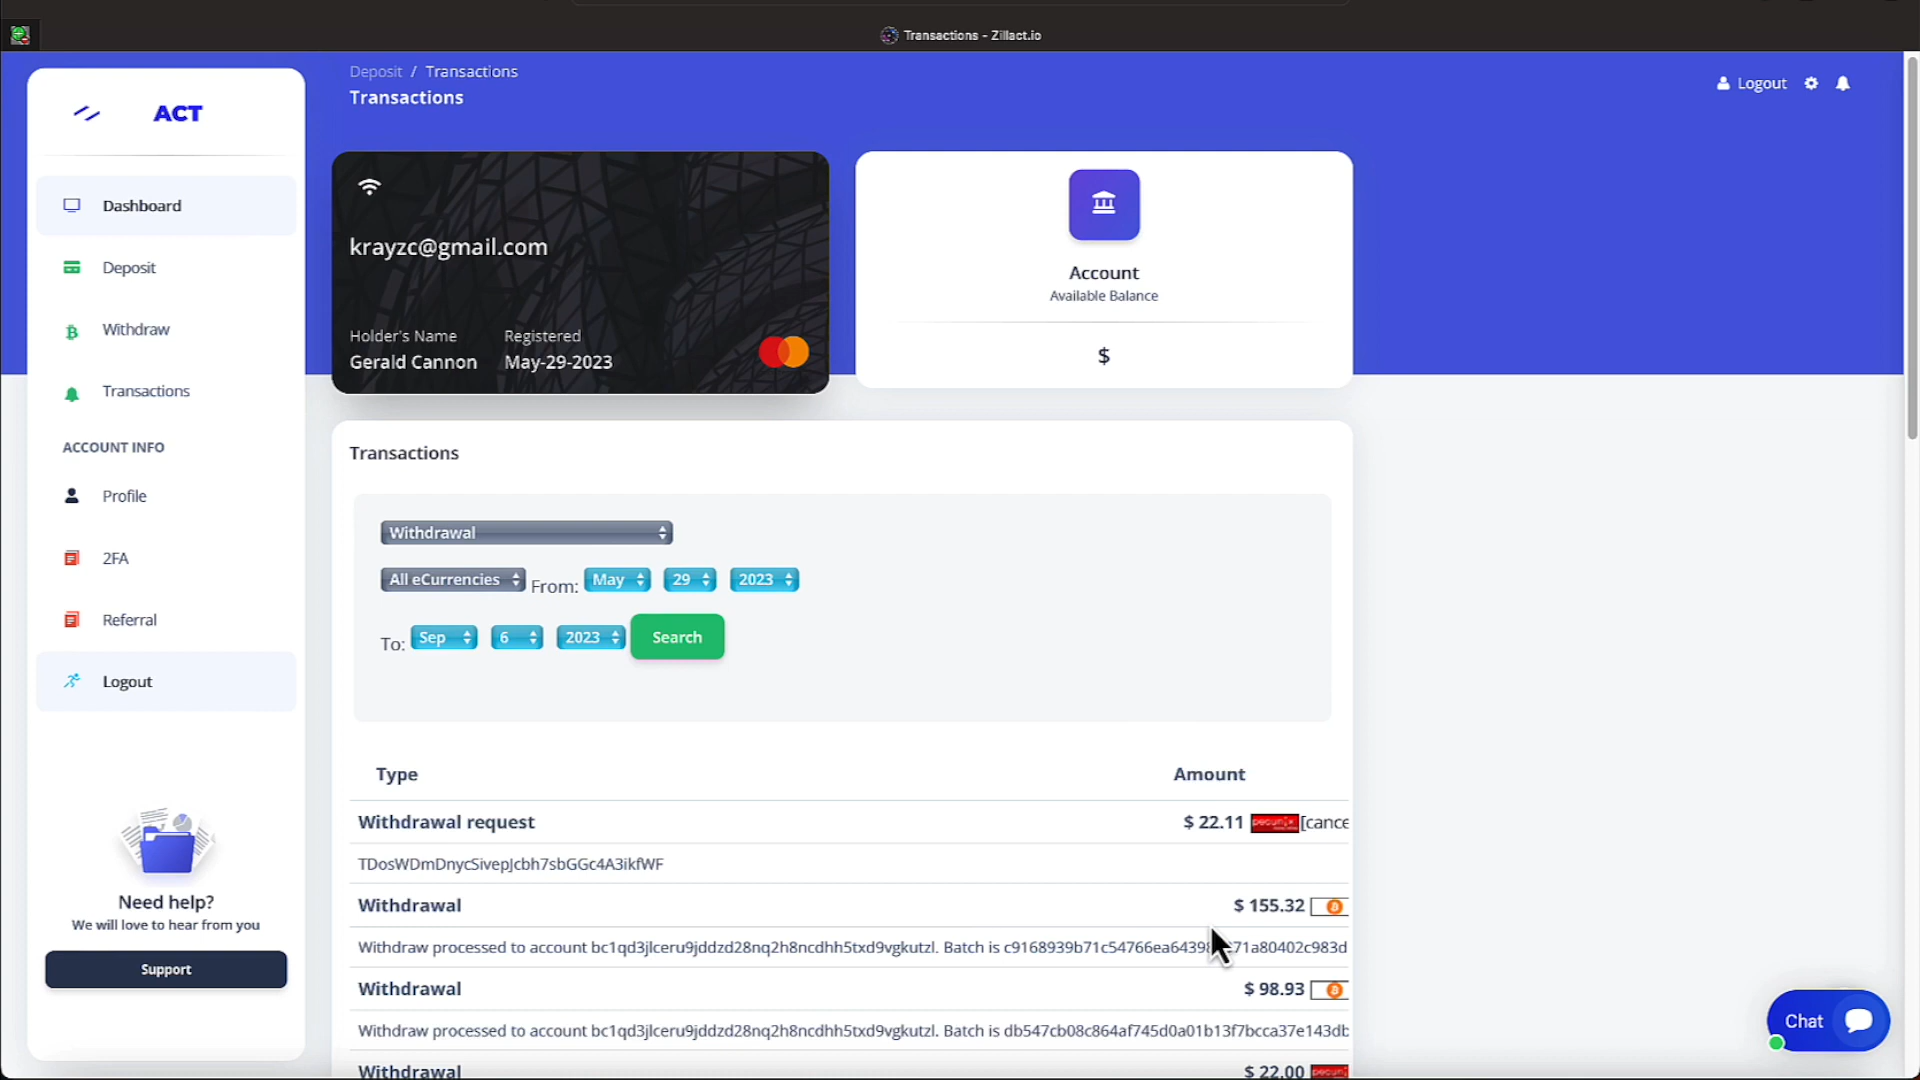 Transactions - Zillact.io
Deposit / Transactions
Transactions
Logout
ACT
Dashboard
Deposit
Withdraw
Transactions
ACCOUNT INFO
Profile
2FA
Referral
Logout
Need help?
We will love to hear from you
Support
krayzc@gmail.com
Holder's Name
Gerald Cannon
Registered
May-29-2023
Account
Available Balance
$
Transactions
Withdrawal
All eCurrencies From: May 29 2023
To: Sep 6 2023 Search
Type Amount
Withdrawal request $ 22.11 pecunix [cance
TDosWDmDnycSivepJcbh7sbGGc4A3ikfWF
Withdrawal $ 155.32
Withdraw processed to account bc1qd3jlceru9jddzd28nq2h8ncdhh5txd9vgkutzl. Batch is
Withdrawal $ 98.93
Withdraw processed to account bc1qd3jlceru9jddzd28nq2h8ncdhh5txd9vgkutzl. Batch is db547cb08c864af745d0a01b13f7bcca37e143db
Withdrawal $ 22.00
Chat